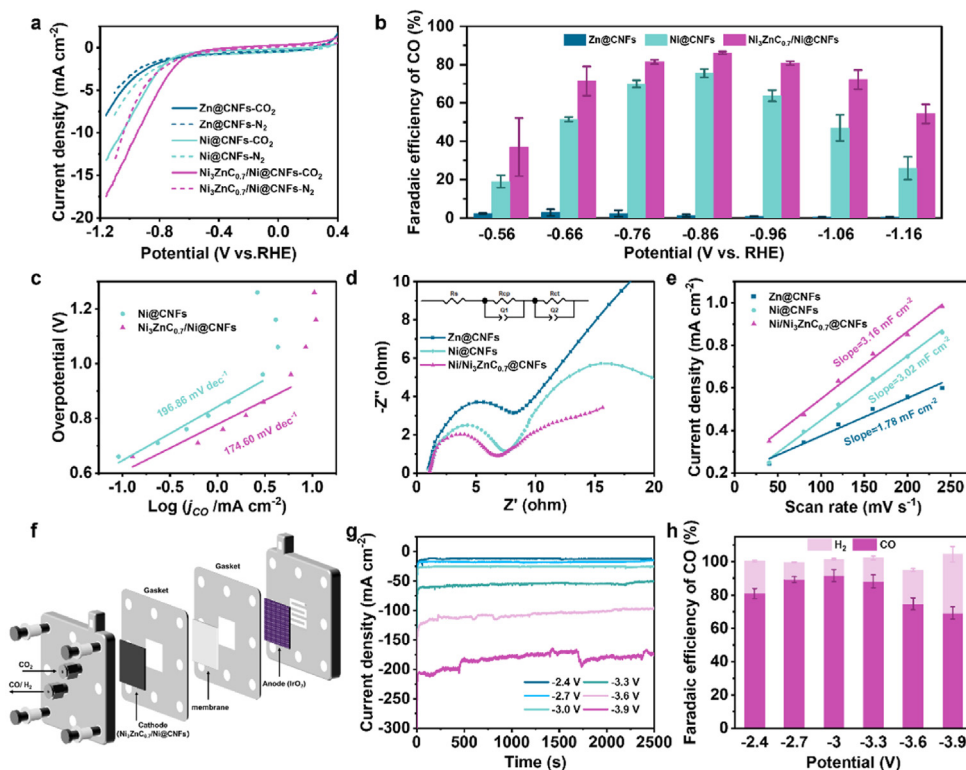 a
Current density (mA cm-2)
5
0
-5
-10
-15
-20
Zn@CNFs-CO2
Zn@CNFs-N2
Ni@CNFs-CO2
Ni@CNFs-N2
Ni3ZnC0.7/Ni@CNFs-CO2
Ni3ZnC0.7/Ni@CNFs-N2
-1.2 -0.8 -0.4 0.0 0.4
Potential (V vs.RHE)
b
Faradaic efficiency of CO (%)
100
80
60
40
20
0
Zn@CNFs Ni@CNFs Ni3ZnC0.7/Ni@CNFs
-0.56 -0.66 -0.76 -0.86 -0.96 -1.06 -1.16
Potential (V vs. RHE)
c
Overpotential (V)
1.2
1.0
0.8
0.6
Ni@CNFs
Ni3ZnC0.7/Ni@CNFs
196.86 mV dec-1
174.60 mV dec-1
-1.0 -0.5 0.0 0.5 1.0
Log (jCO /mA cm-2)
d
-Z'' (ohm)
10
8
6
4
2
0
Rs Rcp Rct
Q1 Q2
Zn@CNFs
Ni@CNFs
Ni/Ni3ZnC0.7@CNFs
0 5 10 15 20
Z' (ohm)
e
Current density (mA cm-2)
1.0
0.8
0.6
0.4
0.2
Zn@CNFs
Ni@CNFs
Ni/Ni3ZnC0.7@CNFs
Slope=3.16 mF cm-2
Slope=3.02 mF cm-2
Slope=1.78 mF cm-2
50 100 150 200 250
Scan rate (mV s-1)
f
Gasket
Gasket
CO2
CO/ H2
Cathode
(Ni3ZnC0.7/Ni@CNFs)
membrane
Anode (IrO2)
g
Current density (mA cm-2)
0
-50
-100
-150
-200
-250
-300
-2.4 V -3.3 V
-2.7 V -3.6 V
-3.0 V -3.9 V
0 500 1000 1500 2000 2500
Time (s)
h
Faradaic efficiency of CO (%)
100
80
60
40
20
0
H2 CO
-2.4 -2.7 -3 -3.3 -3.6 -3.9
Potential (V)